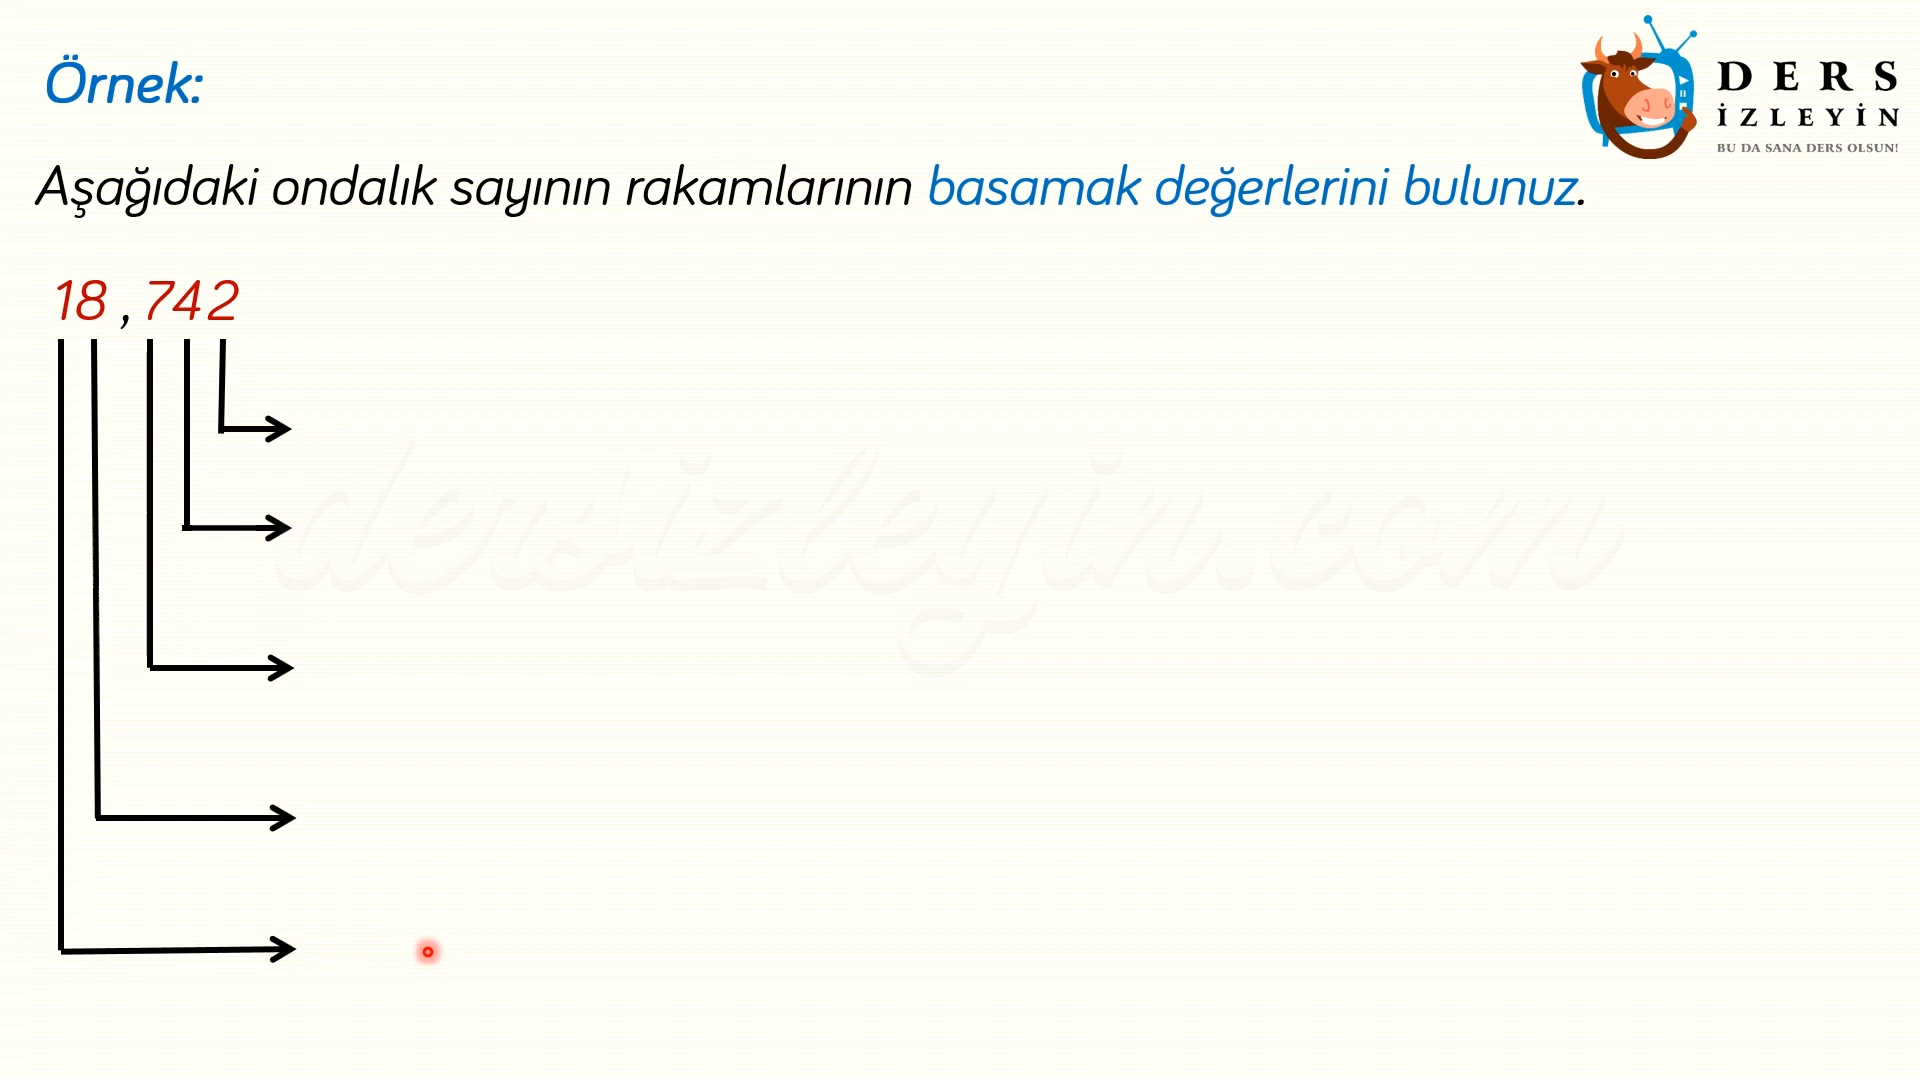 Örnek:
DERS
İZLEYİN
BU DA SANA DERS OLSUN!
Aşağıdaki ondalık sayının rakamlarının basamak değerlerini bulunuz.
18,742
dersizleyin.com